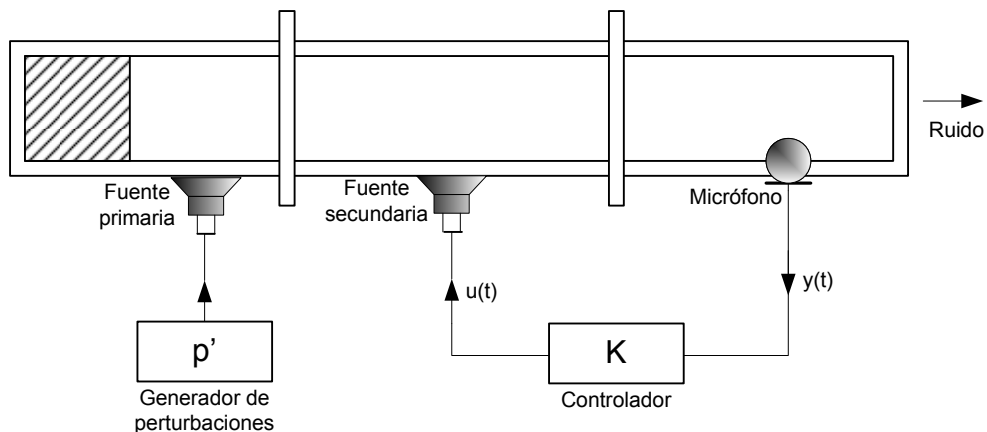 Ruido
Fuente
primaria
Fuente
secundaria
Micrófono
u(t)
y(t)
p'
K
Generador de
perturbaciones
Controlador